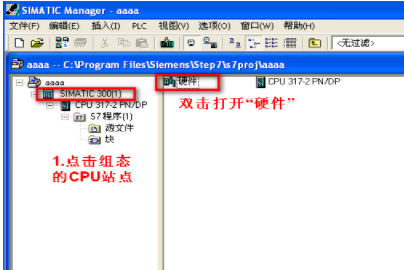 SIMATIC Manager - aaaa
文件(F) 编辑(E) 插入(I) PLC 视图(V) 选项(O) 窗口(W) 帮助(H)
<无过滤>
aaaa -- C:\Program Files\Siemens\Step7\s7proj\aaaa
aaaa
SIMATIC 300(1)
CPU 317-2 PN/DP
S7 程序(1)
源文件
块
硬件
CPU 317-2 PN/DP
双击打开“硬件”
1.点击组态
的CPU站点